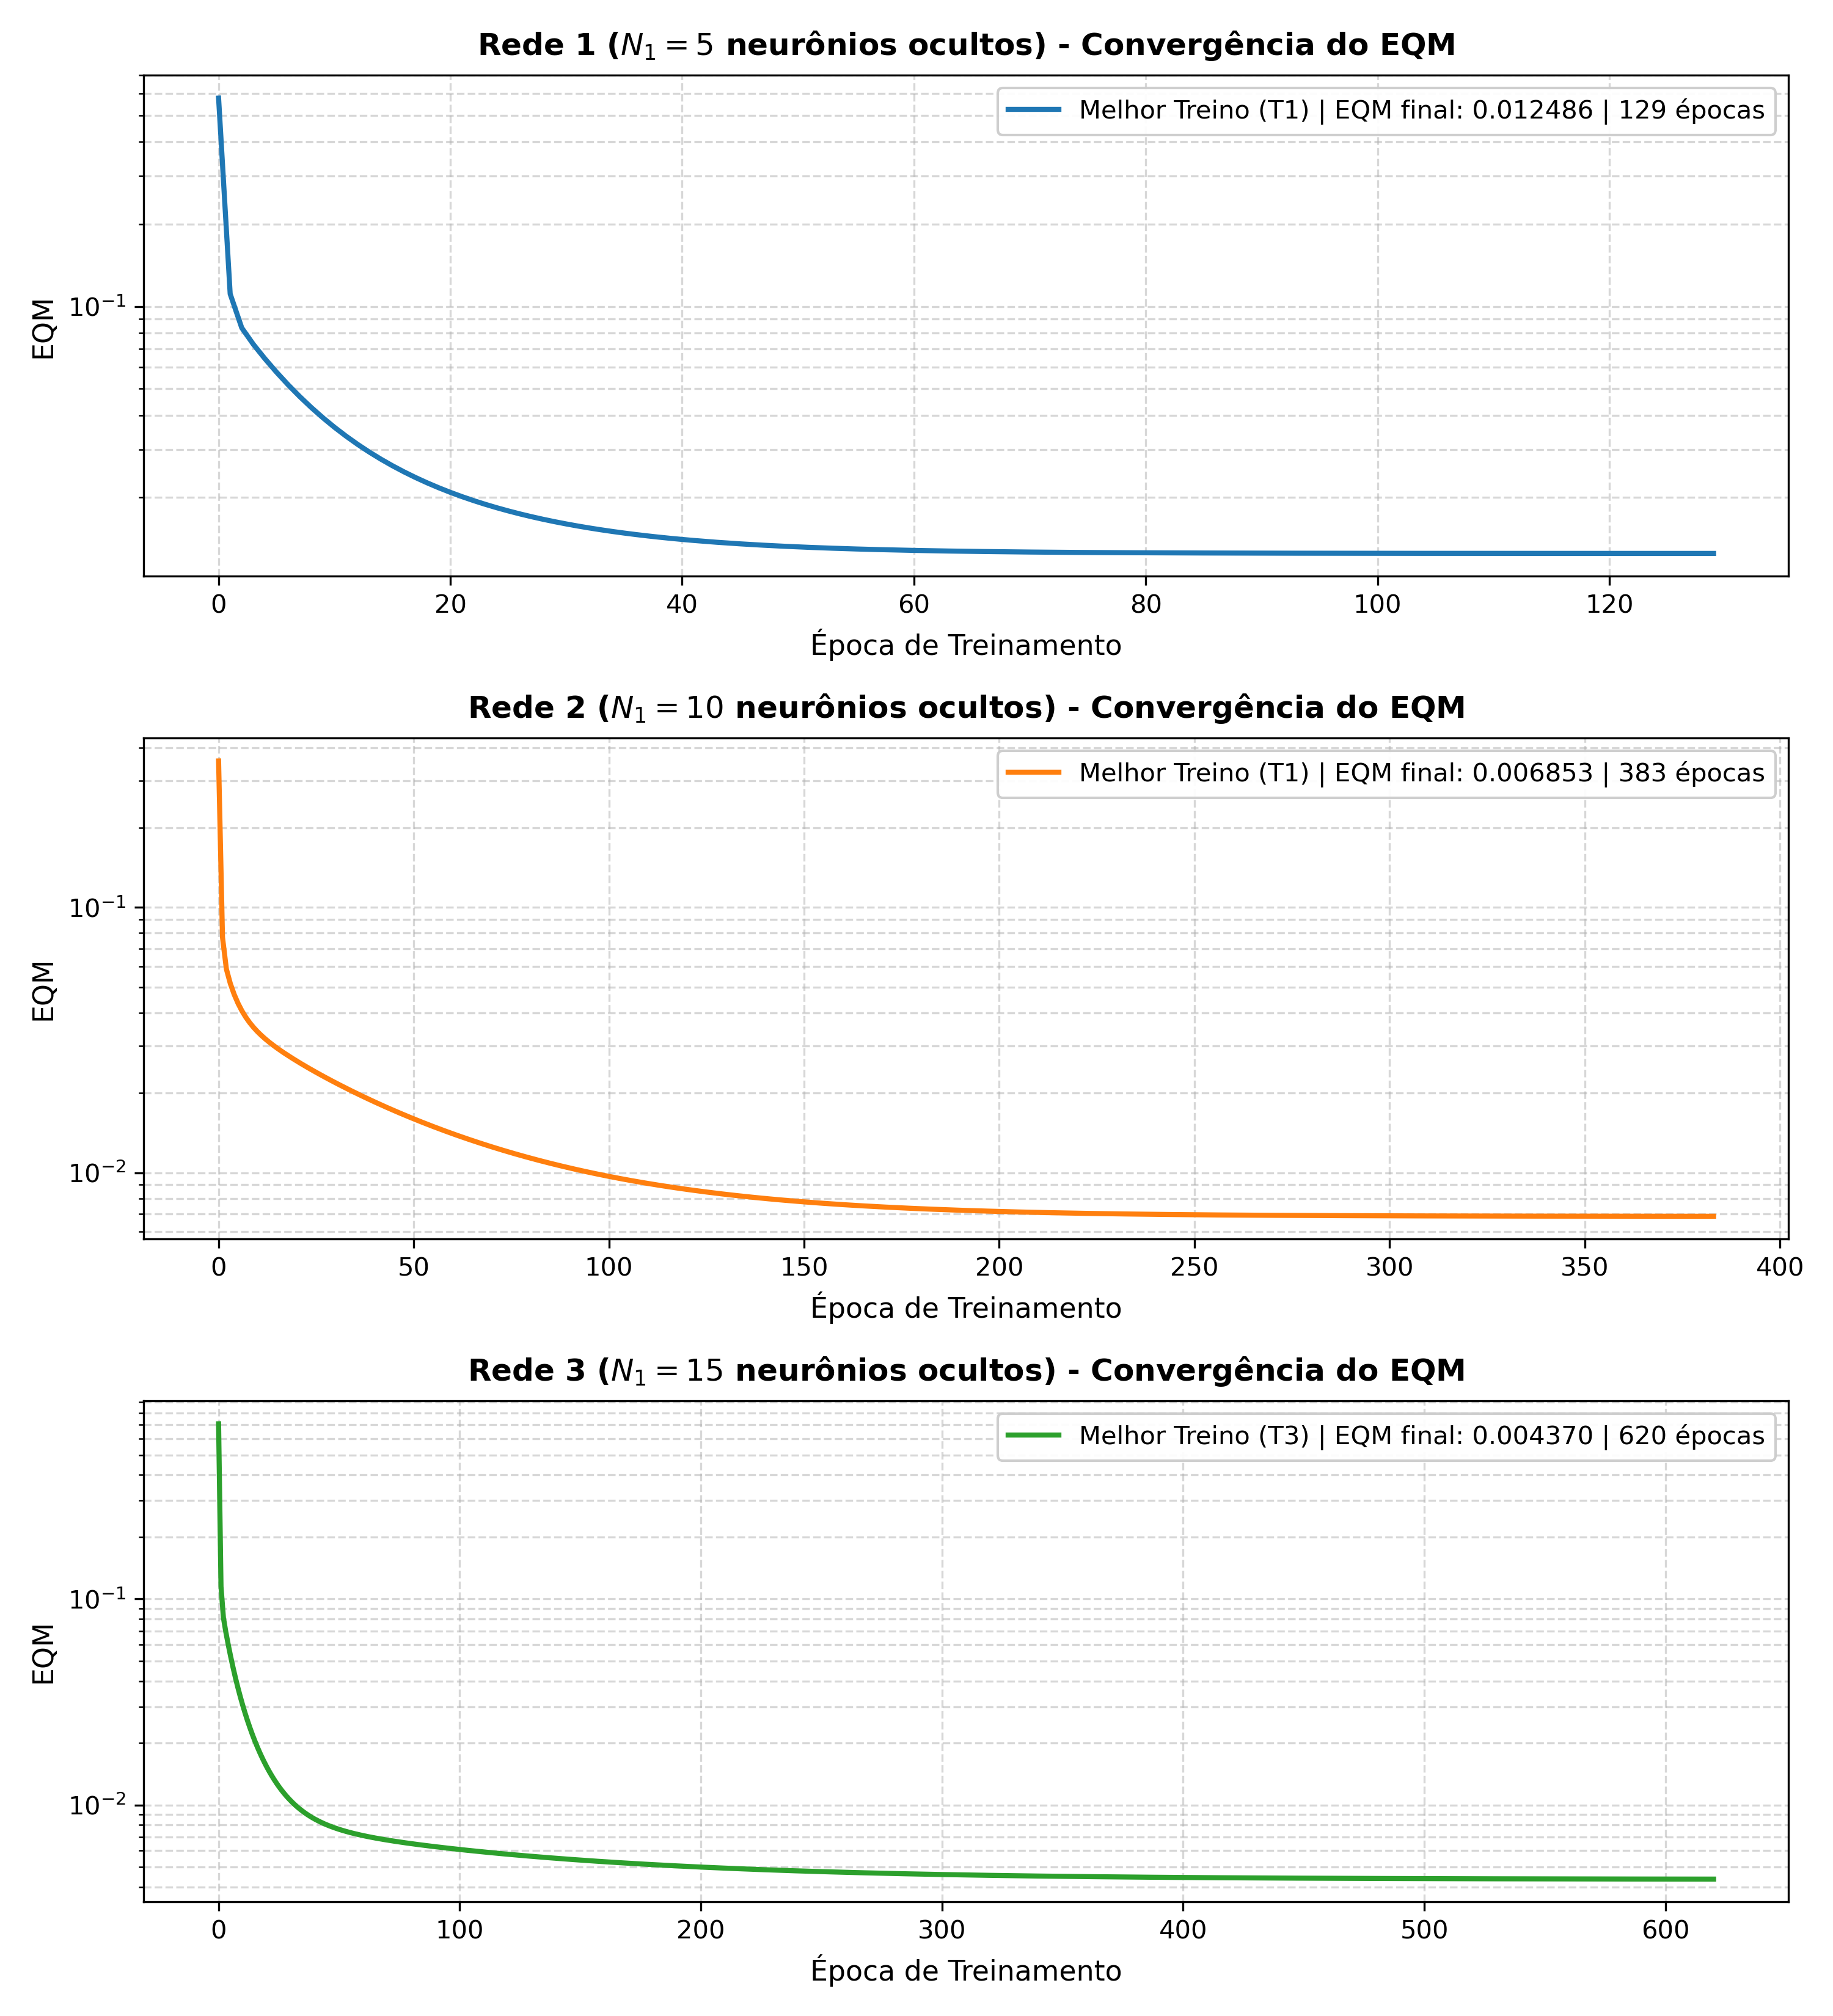 Rede 1 (N₁ = 5 neurônios ocultos) - Convergência do EQM
Melhor Treino (T1) | EQM final: 0.012486 | 129 épocas
EQM
10⁻¹
0 20 40 60 80 100 120
Época de Treinamento
Rede 2 (N₁ = 10 neurônios ocultos) - Convergência do EQM
Melhor Treino (T1) | EQM final: 0.006853 | 383 épocas
EQM
10⁻¹
10⁻²
0 50 100 150 200 250 300 350 400
Época de Treinamento
Rede 3 (N₁ = 15 neurônios ocultos) - Convergência do EQM
Melhor Treino (T3) | EQM final: 0.004370 | 620 épocas
EQM
10⁻¹
10⁻²
0 100 200 300 400 500 600
Época de Treinamento